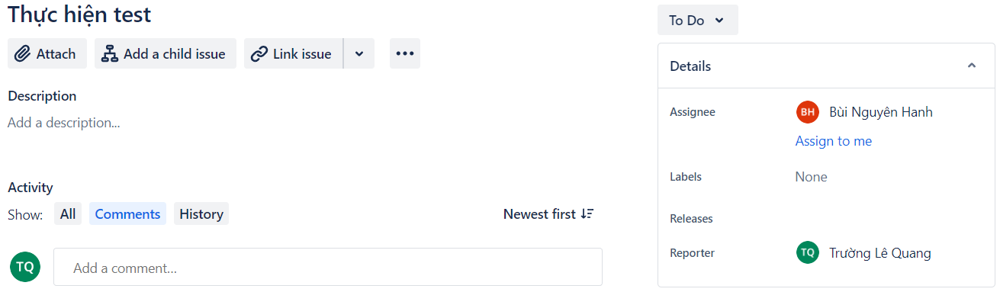 Thực hiện test
Attach
Add a child issue
Link issue
Description
Add a description...
Activity
Show: All Comments History
Newest first
TQ Add a comment...
To Do
Details
Assignee BH Bùi Nguyên Hanh
Assign to me
Labels None
Releases
Reporter TQ Trường Lê Quang